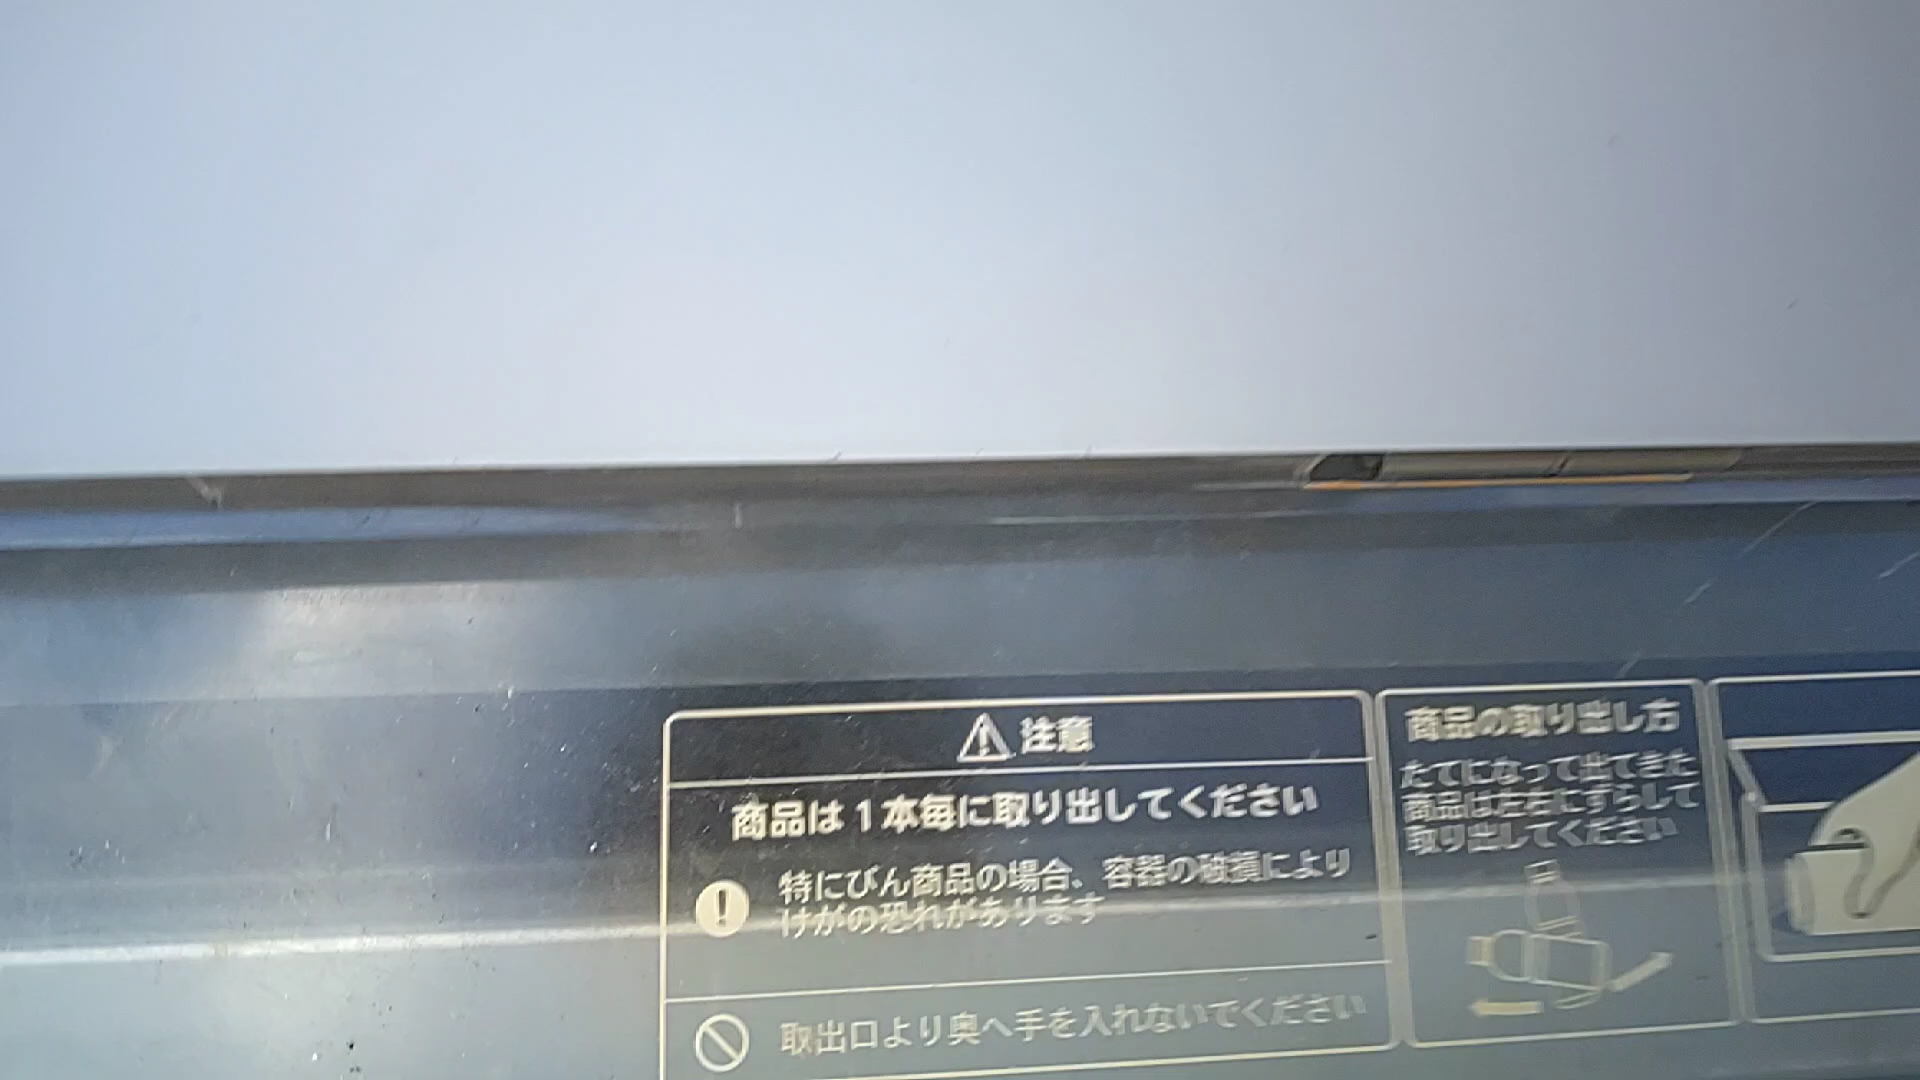 注意
商品は1本毎に取り出してください
特にびん商品の場合、容器の破損により
けがの恐れがあります
取出口より奥へ手を入れないでください
商品の取り出し方
たてになって出てきた
商品は左右にずらして
取り出してください